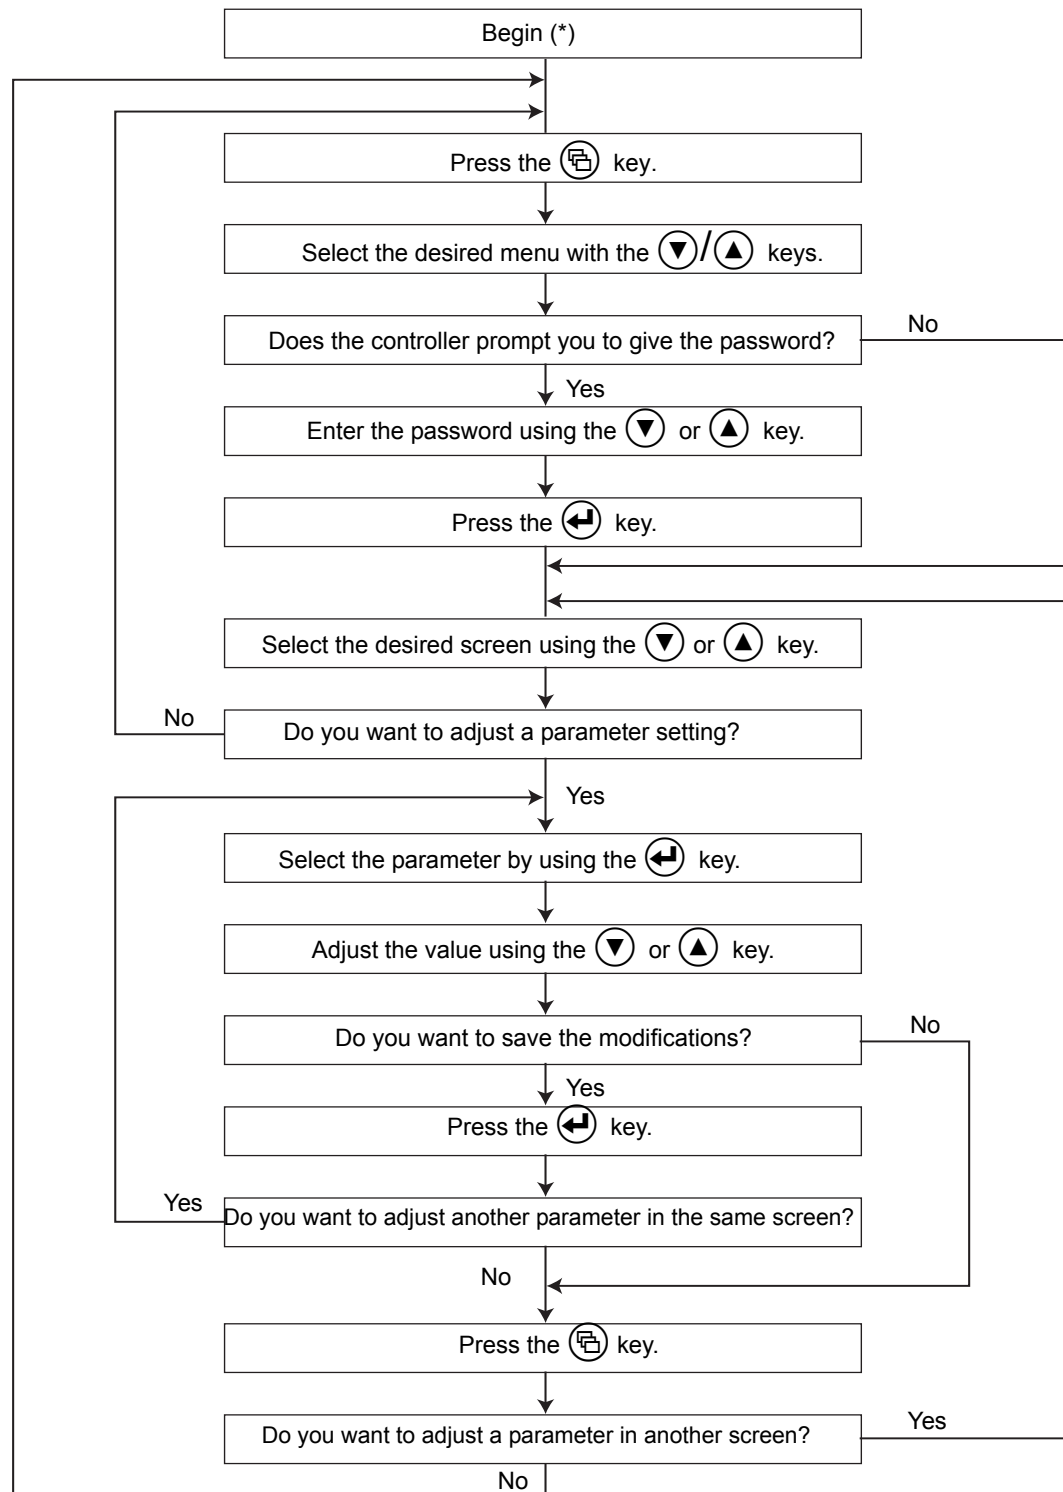 Begin (*)
Press the key.
Select the desired menu with the / keys.
Does the controller prompt you to give the password?
No
Yes
Enter the password using the or key.
Press the key.
Select the desired screen using the or key.
No
Do you want to adjust a parameter setting?
Yes
Select the parameter by using the key.
Adjust the value using the or key.
Do you want to save the modifications?
No
Yes
Press the key.
Yes
Do you want to adjust another parameter in the same screen?
No
Press the key.
Do you want to adjust a parameter in another screen?
Yes
No